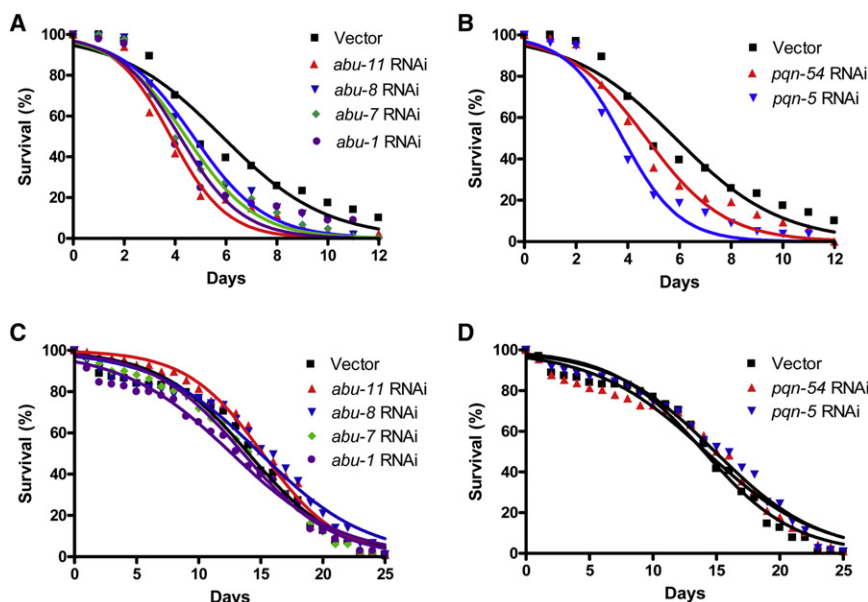 A
Survival (%)
100
80
60
40
20
0
0 2 4 6 8 10 12
Days
Vector
abu-11 RNAi
abu-8 RNAi
abu-7 RNAi
abu-1 RNAi
B
Survival (%)
100
80
60
40
20
0
0 2 4 6 8 10 12
Days
Vector
pqn-54 RNAi
pqn-5 RNAi
C
Survival (%)
100
80
60
40
20
0
0 5 10 15 20 25
Days
Vector
abu-11 RNAi
abu-8 RNAi
abu-7 RNAi
abu-1 RNAi
D
Survival (%)
100
80
60
40
20
0
0 5 10 15 20 25
Days
Vector
pqn-54 RNAi
pqn-5 RNAi